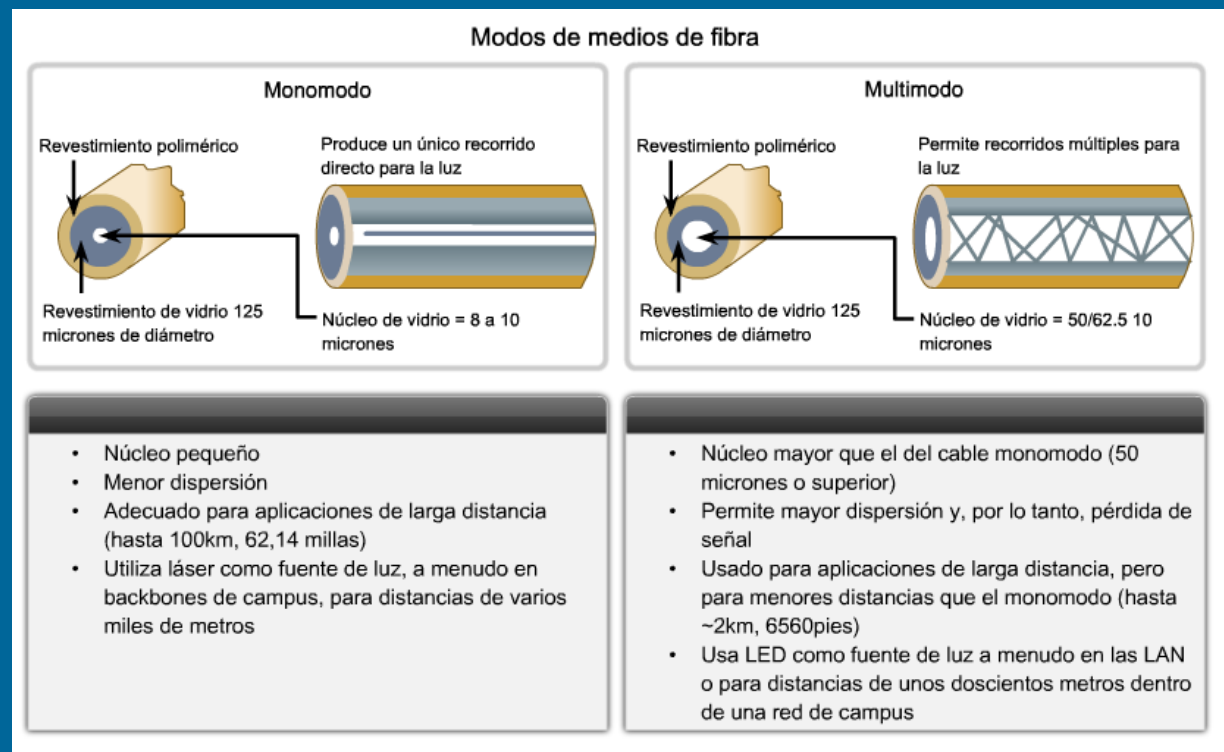 Modos de medios de fibra
Monomodo
Revestimiento polimérico
Produce un único recorrido
directo para la luz
Revestimiento de vidrio 125
micrones de diámetro
Núcleo de vidrio = 8 a 10
micrones
Multimodo
Revestimiento polimérico
Permite recorridos múltiples para
la luz
Revestimiento de vidrio 125
micrones de diámetro
Núcleo de vidrio = 50/62.5 10
micrones
• Núcleo pequeño
• Menor dispersión
• Adecuado para aplicaciones de larga distancia
(hasta 100km, 62,14 millas)
• Utiliza láser como fuente de luz, a menudo en
backbones de campus, para distancias de varios
miles de metros
• Núcleo mayor que el del cable monomodo (50
micrones o superior)
• Permite mayor dispersión y, por lo tanto, pérdida de
señal
• Usado para aplicaciones de larga distancia, pero
para menores distancias que el monomodo (hasta
~2km, 6560pies)
• Usa LED como fuente de luz a menudo en las LAN
o para distancias de unos doscientos metros dentro
de una red de campus